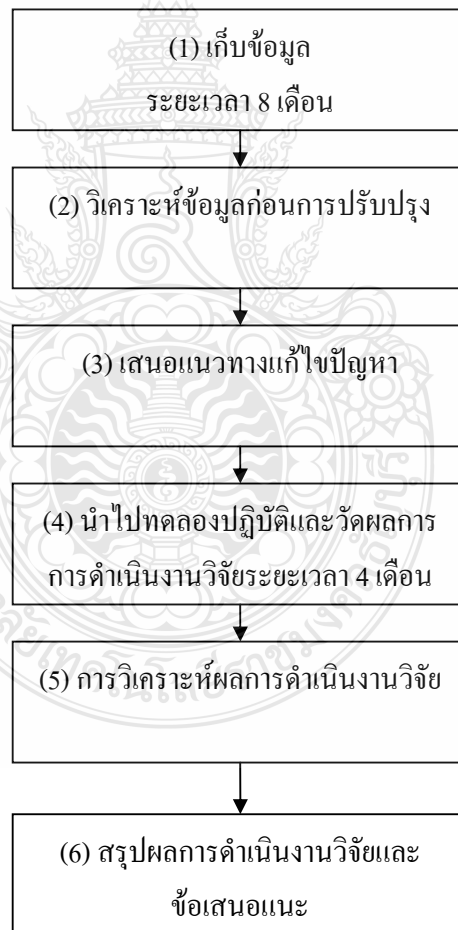 (1) เก็บข้อมูล
ระยะเวลา 8 เดือน
(2) วิเคราะห์ข้อมูลก่อนการปรับปรุง
(3) เสนอแนวทางแก้ไขปัญหา
(4) นำไปทดลองปฏิบัติและวัดผลการ
การดำเนินงานวิจัยระยะเวลา 4 เดือน
(5) การวิเคราะห์ผลการดำเนินงานวิจัย
(6) สรุปผลการดำเนินงานวิจัยและ
ข้อเสนอแนะ